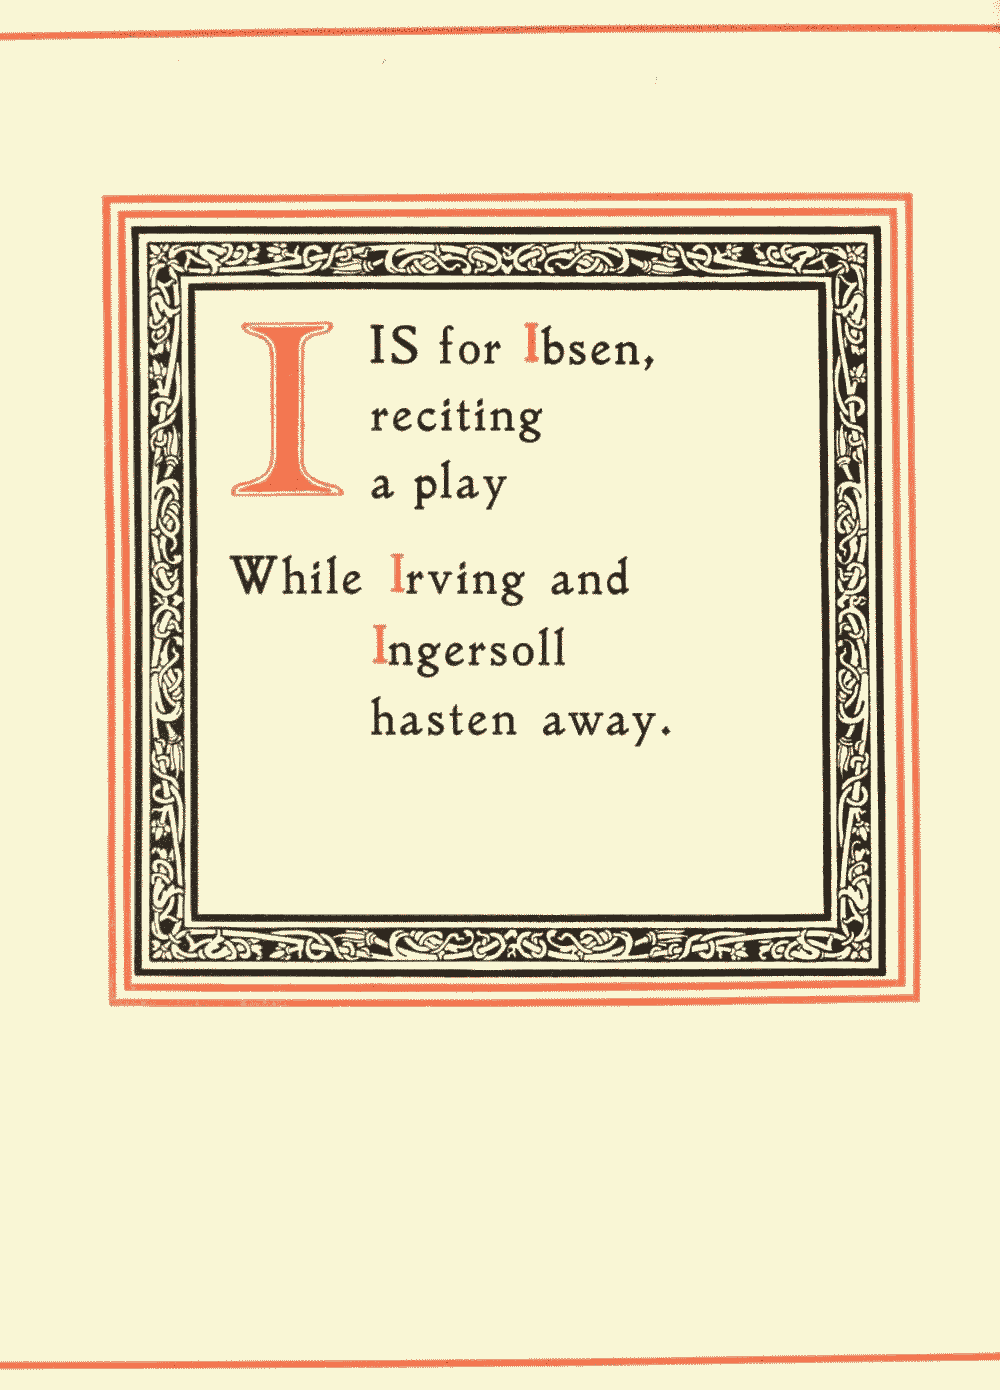 I IS for Ibsen,
reciting
a play
While Irving and
Ingersoll
hasten away.